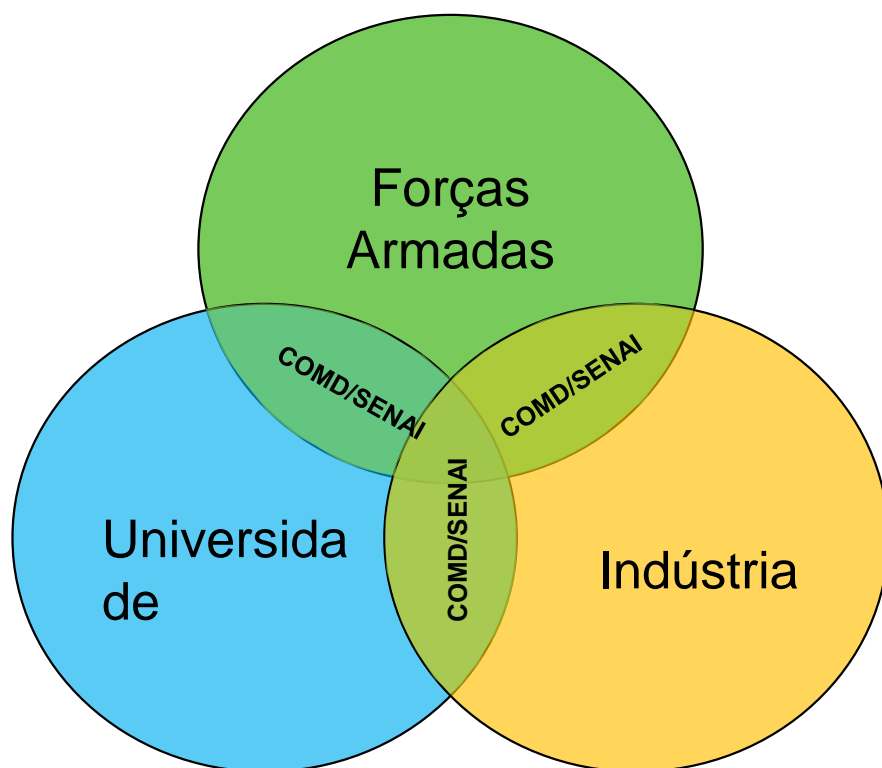 Forças
Armadas
COMD/SENAI
COMD/SENAI
COMD/SENAI
Universida
de
Indústria